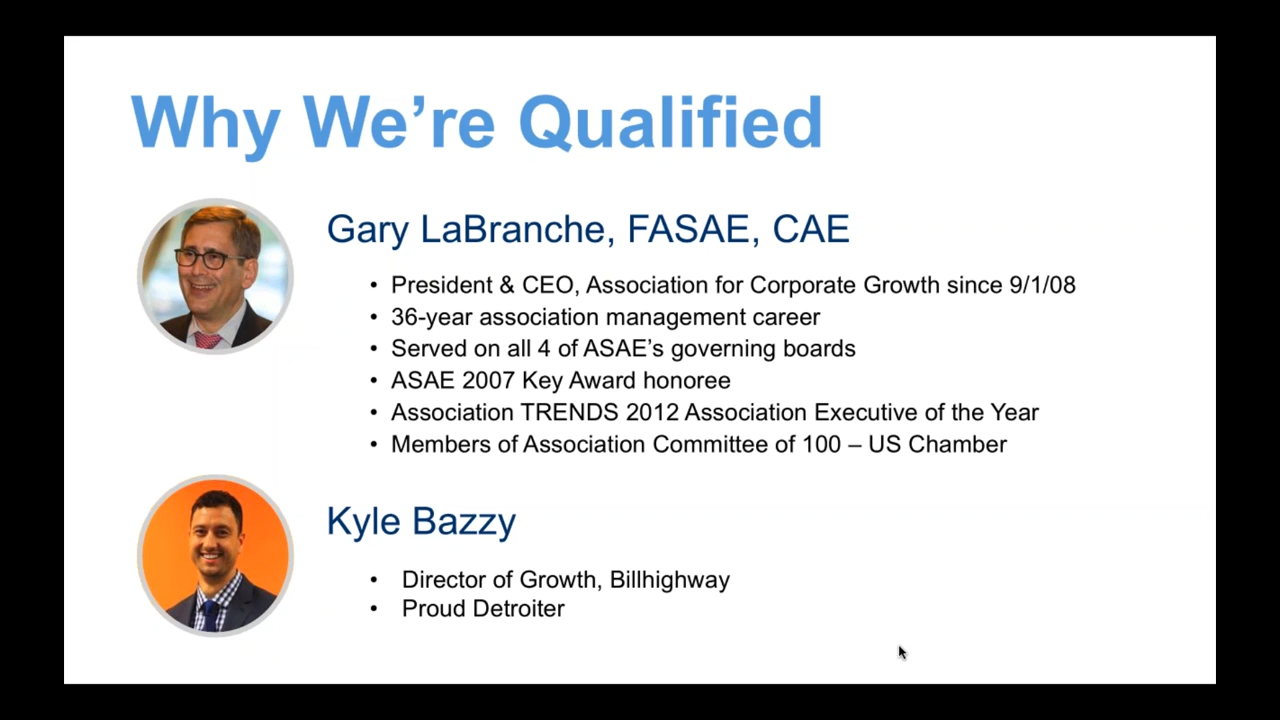 Why We’re Qualified
Gary LaBranche, FASAE, CAE
• President & CEO, Association for Corporate Growth since 9/1/08
• 36-year association management career
• Served on all 4 of ASAE’s governing boards
• ASAE 2007 Key Award honoree
• Association TRENDS 2012 Association Executive of the Year
• Members of Association Committee of 100 – US Chamber
Kyle Bazzy
• Director of Growth, Billhighway
• Proud Detroiter